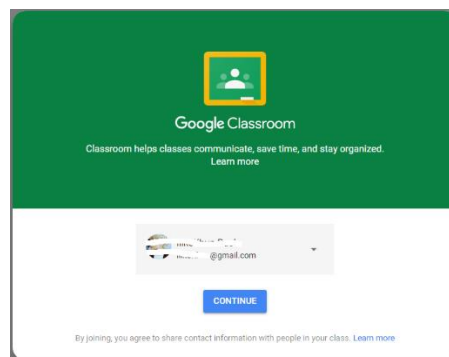 Google Classroom
Classroom helps classes communicate, save time, and stay organized.
Learn more
@gmail.com
CONTINUE
By joining, you agree to share contact information with people in your class. Learn more